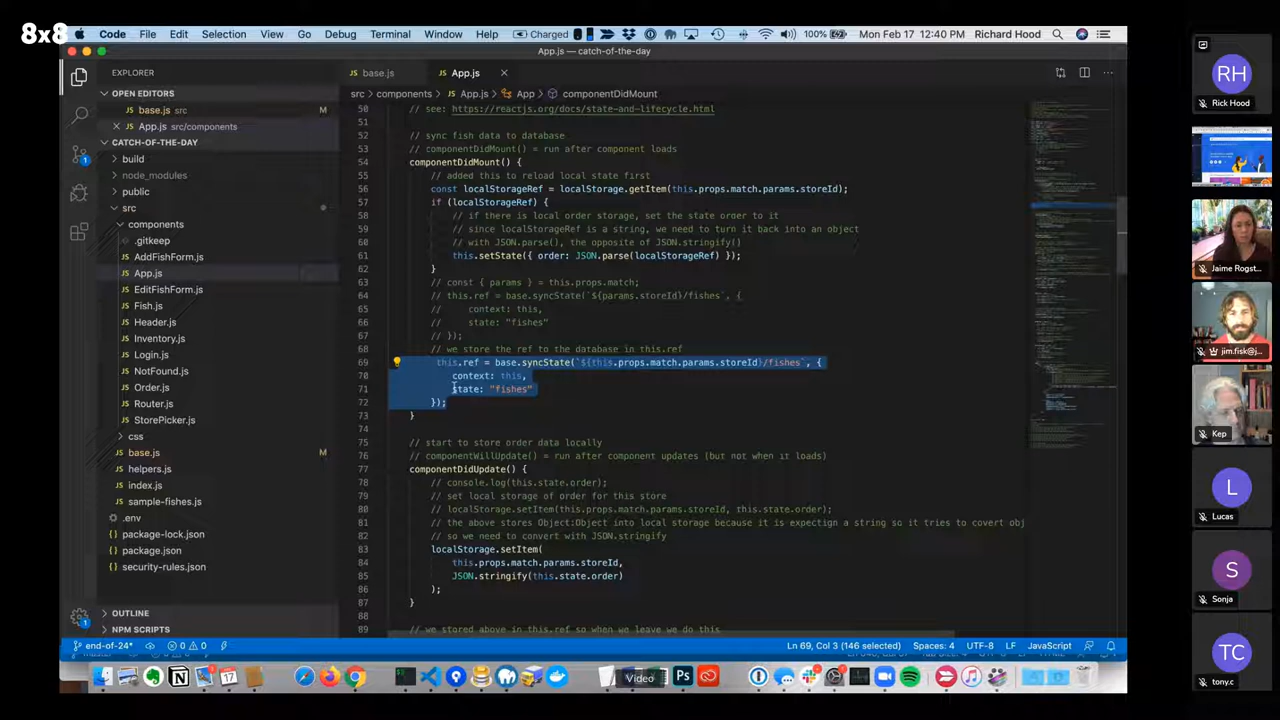 8x8
Code File Edit Selection View Go Debug Terminal Window Help Charged 100% Mon Feb 17 12:40 PM Richard Hood
App.js — catch-of-the-day
EXPLORER
base.js
App.js
OPEN EDITORS
base.js src M
App.js src/components
CATCH-OF-THE-DAY
build
node_modules
public
src
components
.gitkeep
AddFishForm.js
App.js
EditFishForm.js
Fish.js
Header.js
Inventory.js
Login.js
NotFound.js
Order.js
Router.js
StorePicker.js
css
base.js M
helpers.js
index.js
sample-fishes.js
.env
package-lock.json
package.json
security-rules.json
OUTLINE
NPM SCRIPTS
src > components > App.js > App > componentDidMount
50 // see: https://reactjs.org/docs/state-and-lifecycle.html
51
52 // sync fish data to database
53 // componentDidMount() = run after component loads
54 componentDidMount() {
55 // added this to reload local state first
56 const localStorageRef = localStorage.getItem(this.props.match.params.storeId);
57 if (localStorageRef) {
58 // if there is local order storage, set the state order to it
59 // since localStorageRef is a string, we need to turn it back into an object
60 // with JSON.parse(), the opposite of JSON.stringify()
61 this.setState({ order: JSON.parse(localStorageRef) });
62 }
63 // const { params } = this.props.match;
64 // this.ref = base.syncState(`${params.storeId}/fishes`, {
65 // context: this,
66 // state: "fishes"
67 // });
68 // we store the ref to the database in this.ref
69 this.ref = base.syncState(`${this.props.match.params.storeId}/fishes`, {
70 context: this,
71 state: "fishes"
72 });
73 }
74
75 // start to store order data locally
76 // componentWillUpdate() = run after component updates (but not when it loads)
77 componentDidUpdate() {
78 // console.log(this.state.order);
79 // set local storage of order for this store
80 // localStorage.setItem(this.props.match.params.storeId, this.state.order);
81 // the above stores Object:Object into local storage because it is expectign a string so it tries to covert obj
82 // so we need to convert with JSON.stringify
83 localStorage.setItem(
84 this.props.match.params.storeId,
85 JSON.stringify(this.state.order)
86 );
87 }
88
89 // we stored above in this.ref so when we leave we do this
end-of-24* 0 0 Ln 69, Col 3 (146 selected) Spaces: 4 UTF-8 LF JavaScript
Video
RH
Rick Hood
Jaime Rogst...
jim.fisk@j...
Kep
L
Lucas
S
Sonja
TC
tony.c